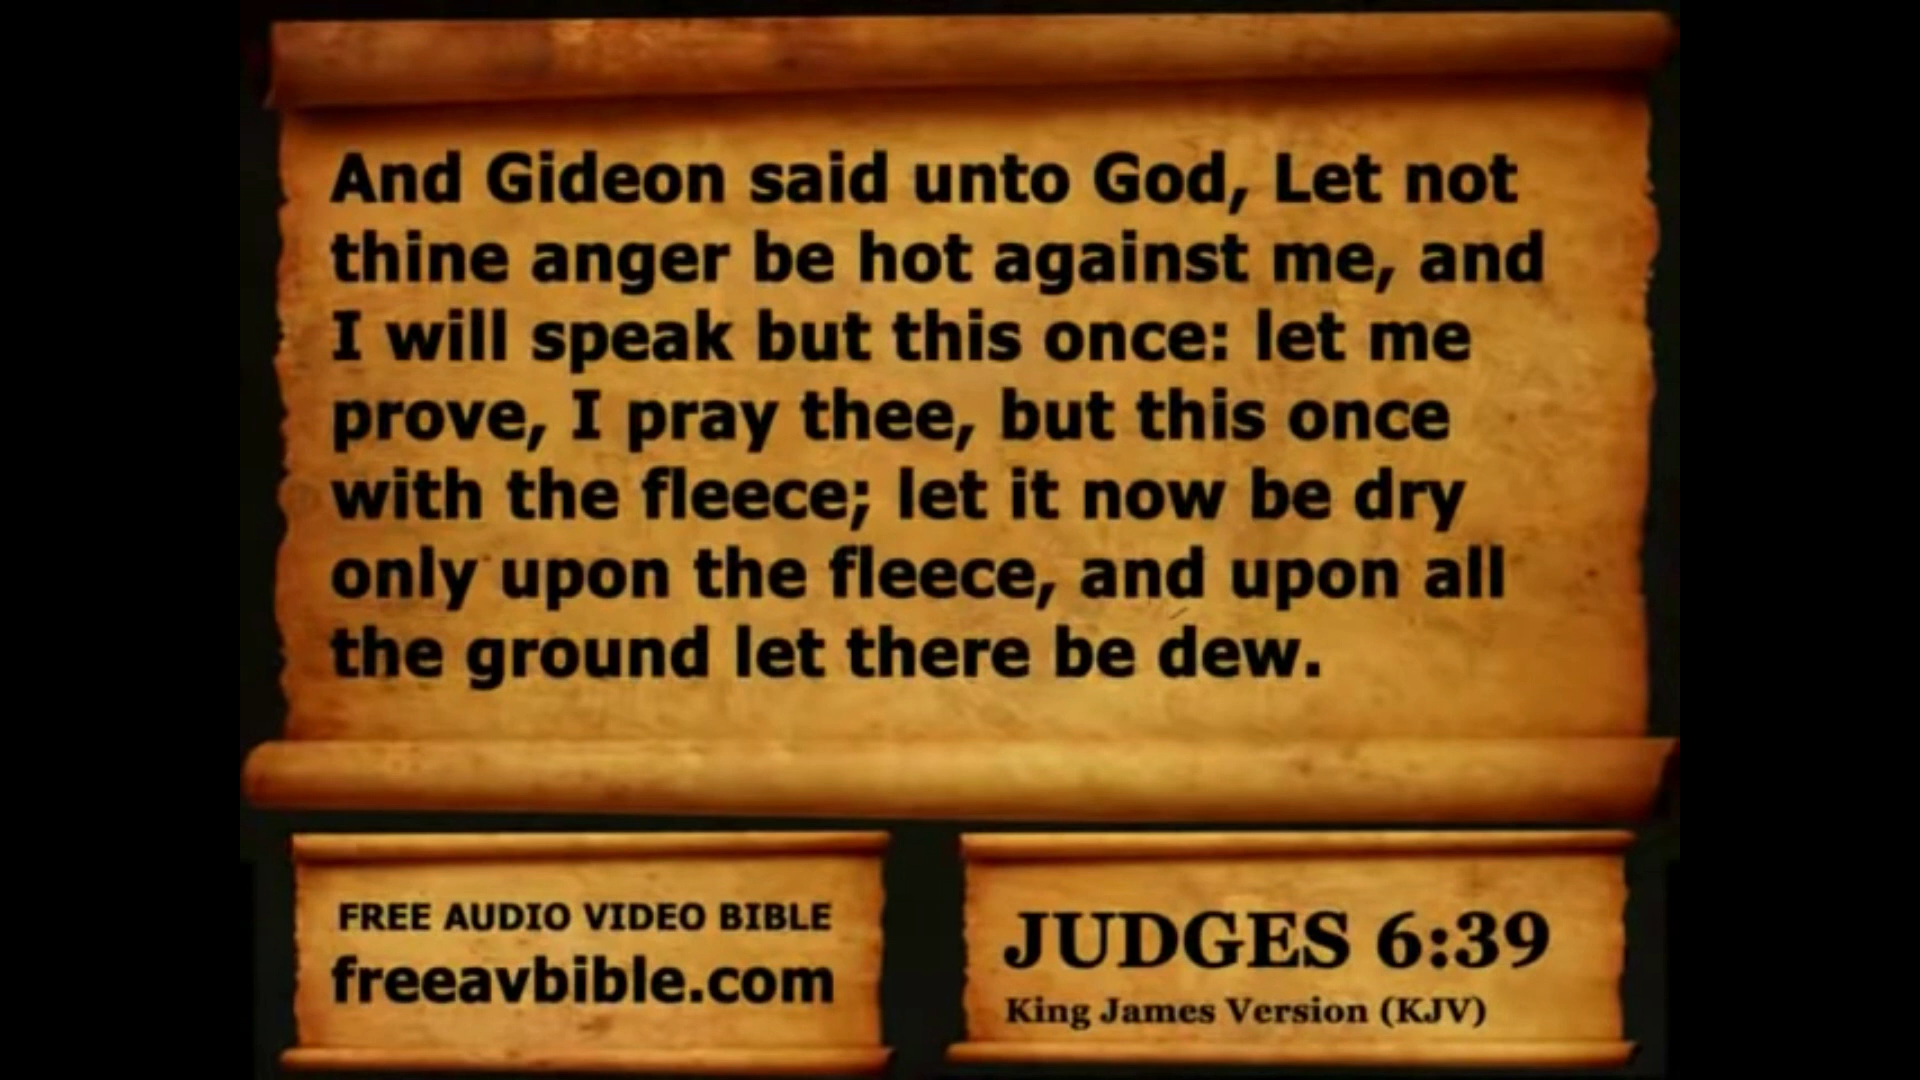 And Gideon said unto God, Let not
thine anger be hot against me, and
I will speak but this once: let me
prove, I pray thee, but this once
with the fleece; let it now be dry
only upon the fleece, and upon all
the ground let there be dew.
FREE AUDIO VIDEO BIBLE
freeavbible.com
JUDGES 6:39
King James Version (KJV)